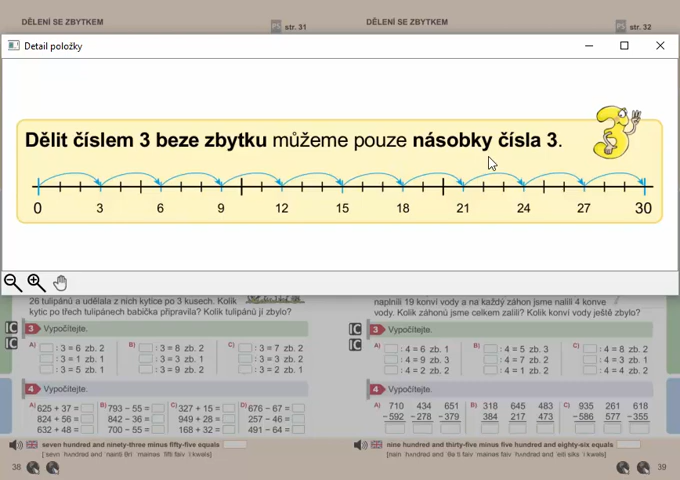 DĚLENÍ SE ZBYTKEM
PS str. 31
DĚLENÍ SE ZBYTKEM
PS str. 32
Detail položky
Dělit číslem 3 beze zbytku můžeme pouze násobky čísla 3.
3
0 3 6 9 12 15 18 21 24 27 30
26 tulipánů a udělala z nich kytice po 3 kusech. Kolik
kytic po třech tulipánech babička připravila? Kolik tulipánů jí zbylo?
IC
IC
3 Vypočítejte.
A) : 3 = 6 zb. 2 B) : 3 = 8 zb. 2 C) : 3 = 7 zb. 2
: 3 = 1 zb. 1 : 3 = 3 zb. 1 : 3 = 3 zb. 2
: 3 = 5 zb. 1 : 3 = 9 zb. 2 : 3 = 2 zb. 1
4 Vypočítejte.
A) 625 + 37 = B) 793 – 55 = C) 327 + 15 = D) 676 – 67 =
824 + 56 = 842 – 36 = 949 + 28 = 257 – 46 =
632 + 48 = 700 – 55 = 168 + 32 = 491 – 64 =
seven hundred and ninety-three minus fifty-five equals
38
naplnili 19 konví vody a na každý záhon jsme nalili 4 konve
vody. Kolik záhonů jsme celkem zalili? Kolik konví vody ještě zbylo?
IC
IC
3 Vypočítejte.
A) : 4 = 6 zb. 1 B) : 4 = 5 zb. 3 C) : 4 = 8 zb. 2
: 4 = 9 zb. 3 : 4 = 7 zb. 2 : 4 = 3 zb. 1
: 4 = 2 zb. 1 : 4 = 2 zb. 2 : 4 = 4 zb. 2
4 Vypočítejte.
A) 710 434 651 B) 318 645 483 C) 935 261 618
–592 –278 –379 384 217 473 –586 577 –355
nine hundred and thirty-five minus five hundred and eighty-six equals
39